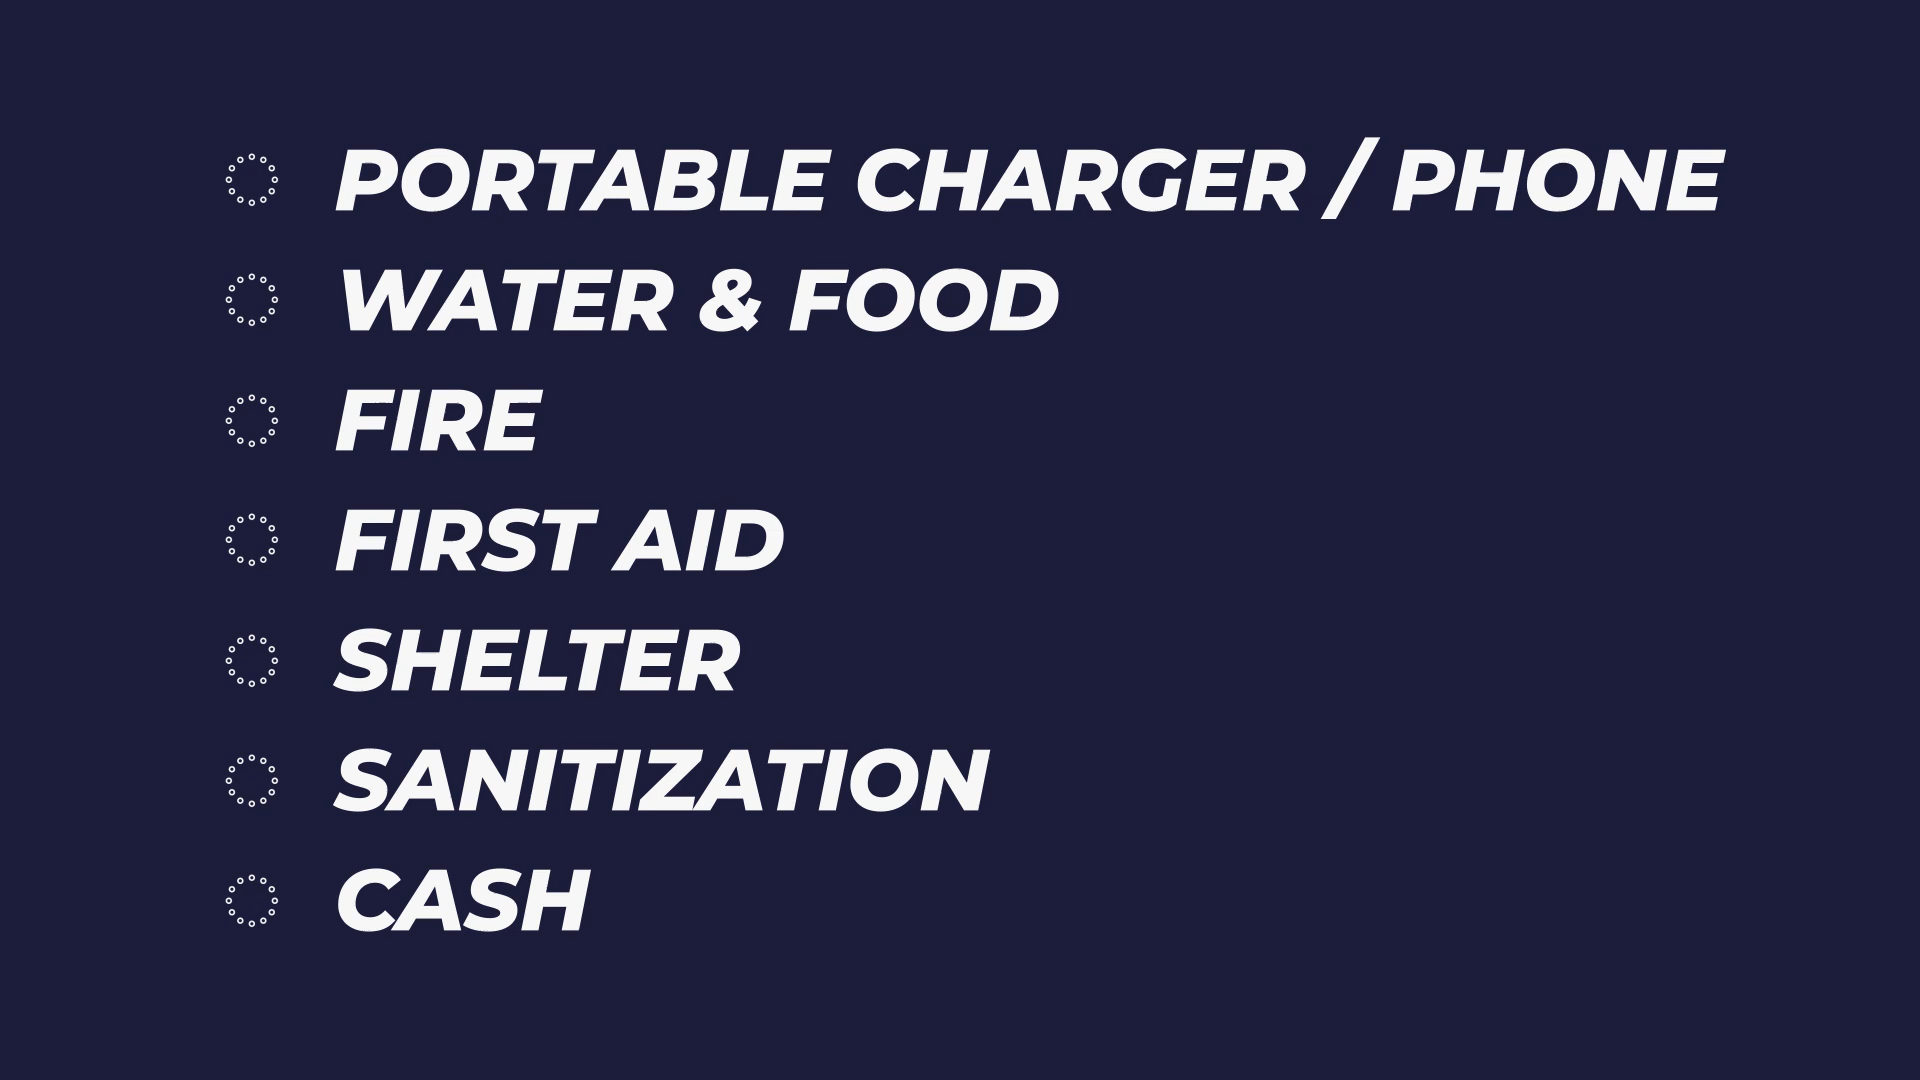 PORTABLE CHARGER / PHONE
WATER & FOOD
FIRE
FIRST AID
SHELTER
SANITIZATION
CASH